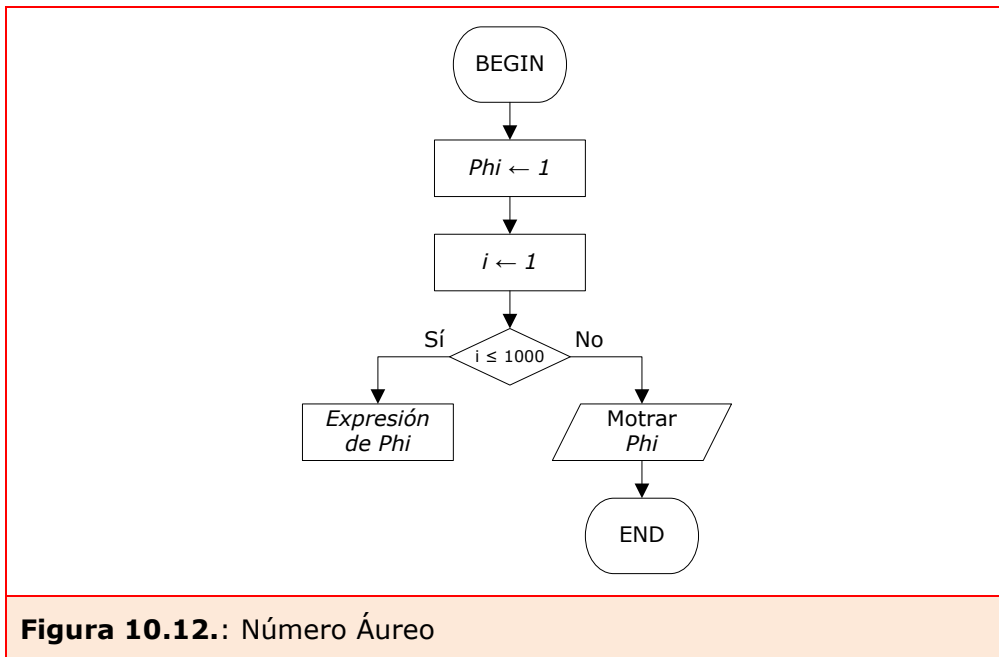 BEGIN
Phi ← 1
i ← 1
Sí
i ≤ 1000
No
Expresión
de Phi
Motrar
Phi
END
Figura 10.12.: Número Áureo